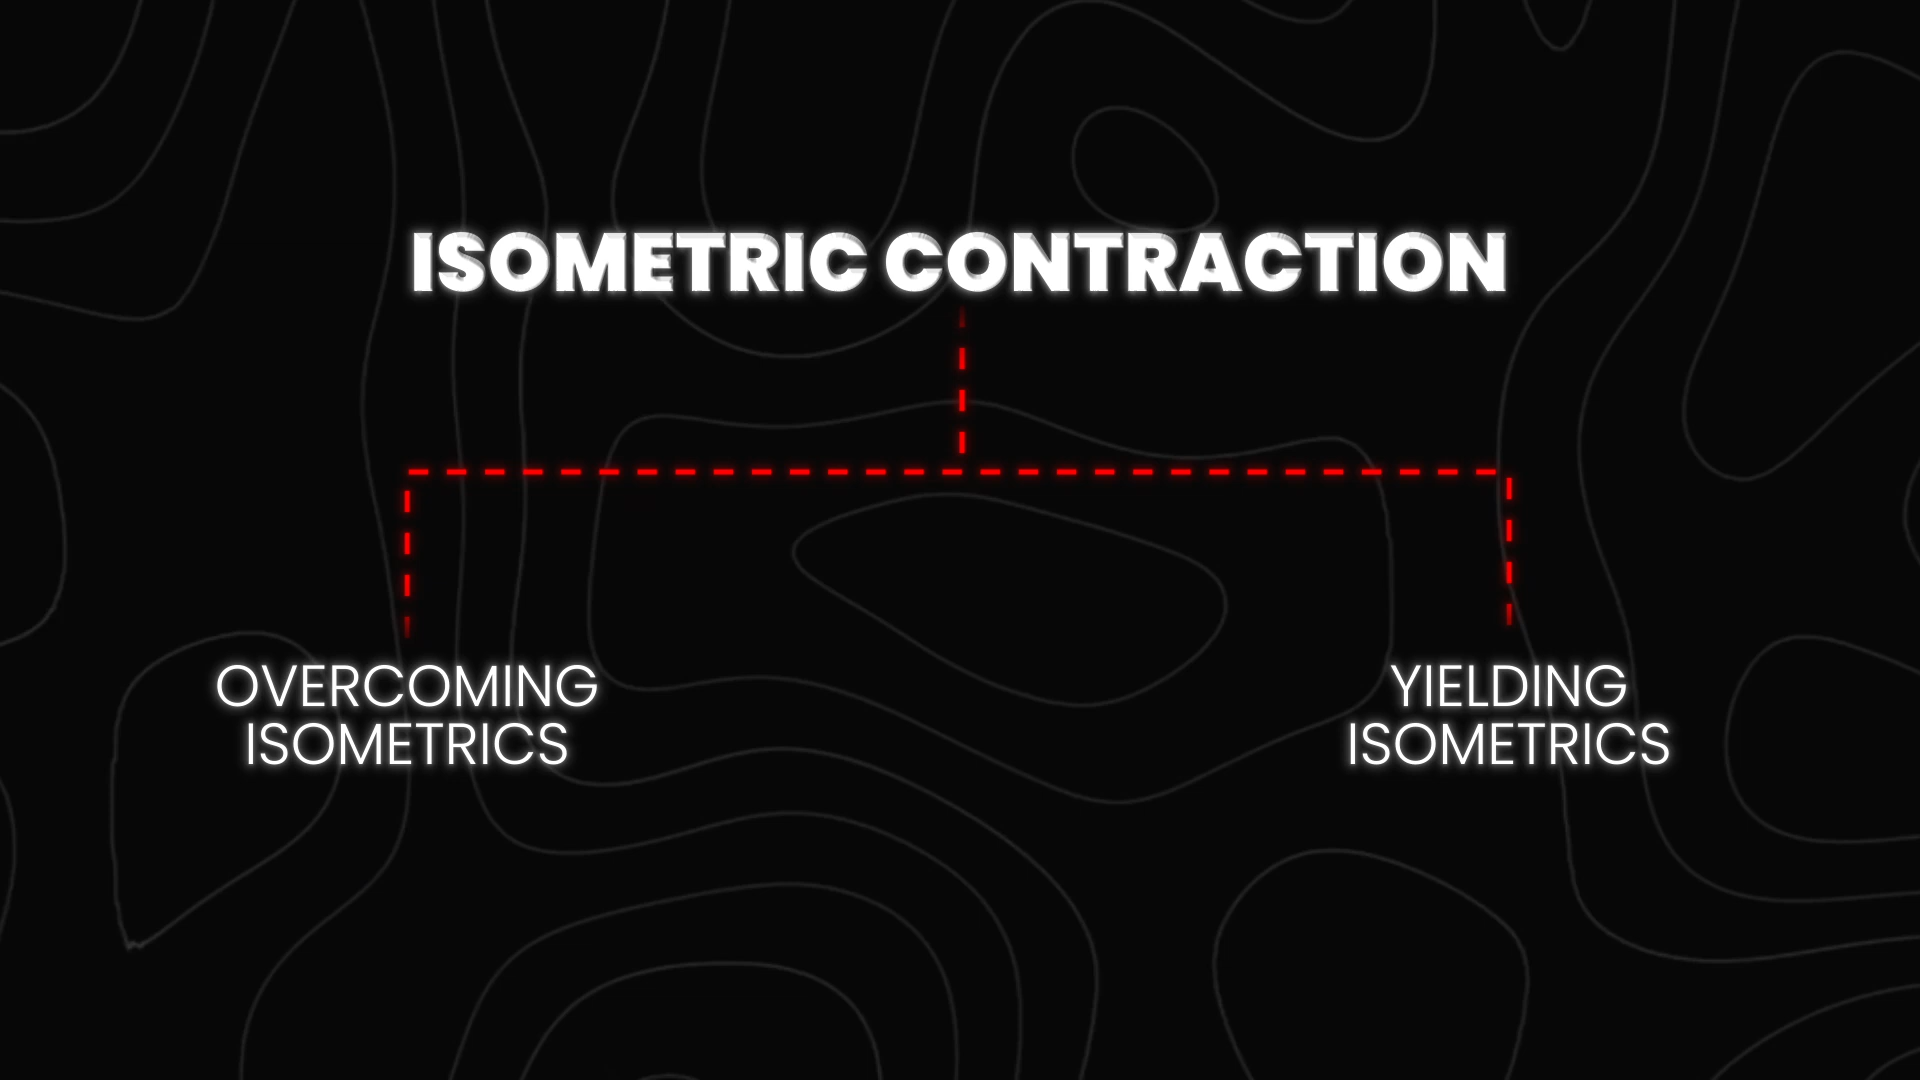 ISOMETRIC CONTRACTION
OVERCOMING
ISOMETRICS
YIELDING
ISOMETRICS